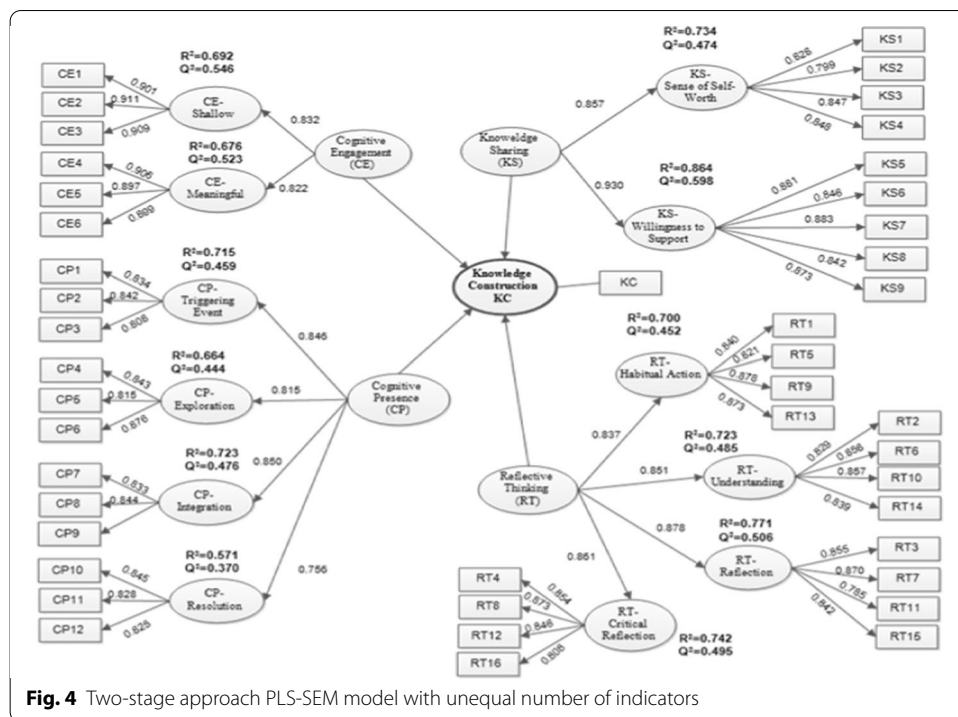 R²=0.692
Q²=0.546
CE1
CE2
CE3
0.901
0.911
0.909
CE-
Shallow
0.832
R²=0.676
Q²=0.523
CE4
CE5
CE6
0.906
0.897
0.899
CE-
Meaningful
0.822
Cognitive
Engagement
(CE)
R²=0.734
Q²=0.474
KS-
Sense of Self-
Worth
0.826
0.799
0.847
0.848
KS1
KS2
KS3
KS4
0.857
Knoweldge
Sharing
(KS)
0.930
R²=0.864
Q²=0.598
KS-
Willingness to
Support
0.881
0.846
0.883
0.842
0.873
KS5
KS6
KS7
KS8
KS9
Knowledge
Construction
KC
KC
R²=0.715
Q²=0.459
CP1
CP2
CP3
0.834
0.842
0.808
CP-
Triggering
Event
0.846
R²=0.664
Q²=0.444
CP4
CP5
CP6
0.843
0.815
0.876
CP-
Exploration
0.815
Cognitive
Presence
(CP)
R²=0.723
Q²=0.476
CP7
CP8
CP9
0.833
0.844
CP-
Integration
0.850
R²=0.571
Q²=0.370
CP10
CP11
CP12
0.845
0.828
0.825
CP-
Resolution
0.756
R²=0.700
Q²=0.452
RT-
Habitual Action
0.840
0.821
0.878
0.873
RT1
RT5
RT9
RT13
0.837
Reflective
Thinking
(RT)
R²=0.723
Q²=0.485
0.851
RT-
Understanding
0.829
0.856
0.857
0.839
RT2
RT6
RT10
RT14
R²=0.771
Q²=0.506
0.878
RT-
Reflection
0.855
0.870
0.785
0.842
RT3
RT7
RT11
RT15
0.861
RT4
RT8
RT12
RT16
0.854
0.873
0.846
0.808
RT-
Critical
Reflection
R²=0.742
Q²=0.495
Fig. 4 Two-stage approach PLS-SEM model with unequal number of indicators